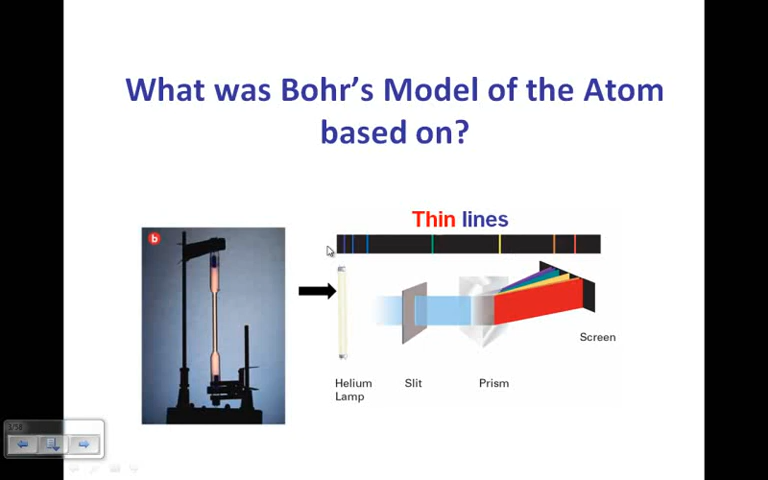 What was Bohr's Model of the Atom
based on?
b
Thin lines
Screen
Helium
Lamp
Slit
Prism